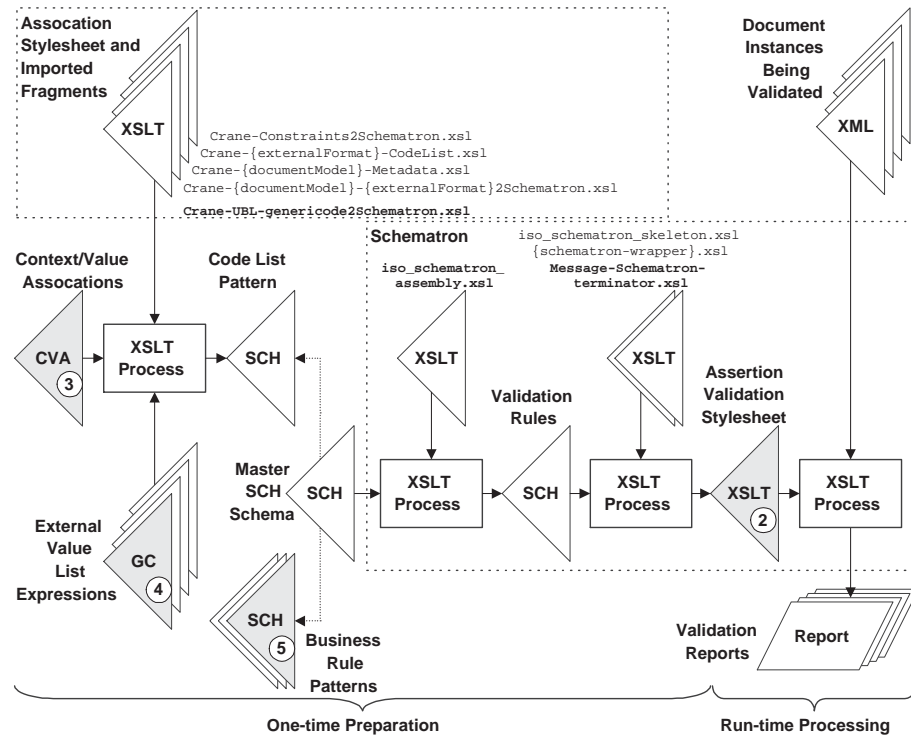 Assocation
Stylesheet and
Imported
Fragments
XSLT
Crane-Constraints2Schematron.xsl
Crane-{externalFormat}-CodeList.xsl
Crane-{documentModel}-Metadata.xsl
Crane-{documentModel}-{externalFormat}2Schematron.xsl
Crane-UBL-genericode2Schematron.xsl
Document
Instances
Being
Validated
XML
Schematron
iso_schematron_skeleton.xsl
{schematron-wrapper}.xsl
Message-Schematron-
terminator.xsl
iso_schematron_
assembly.xsl
Context/Value
Assocations
Code List
Pattern
CVA
3
XSLT
Process
SCH
XSLT
XSLT
Validation
Rules
Assertion
Validation
Stylesheet
Master
SCH
Schema
SCH
XSLT
Process
SCH
XSLT
Process
XSLT
2
XSLT
Process
External
Value
List
Expressions
GC
4
SCH
5
Business
Rule
Patterns
Validation
Reports
Report
One-time Preparation
Run-time Processing